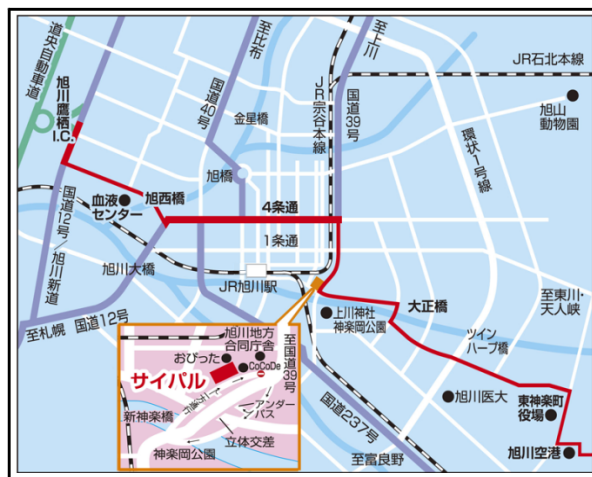 道央自動車道
至比布
至上川
JR石北本線
旭川鷹栖
I.C.
国道40号
金星橋
JR宗谷本線
国道39号
環状1号線
旭山
動物園
旭橋
血液
センター
旭西橋
4条通
1条通
国道12号
／旭川新道
旭川大橋
JR旭川駅
至札幌 国道12号
上川神社
神楽岡公園
大正橋
至東川・
天人峡
ツイン
ハープ橋
旭川地方
合同庁舎
おぴった
CoCoDe
至国道39号
サイパル
アンダー
パス
新神楽橋
立体交差
神楽岡公園
国道237号
至富良野
旭川医大
東神楽町
役場
旭川空港